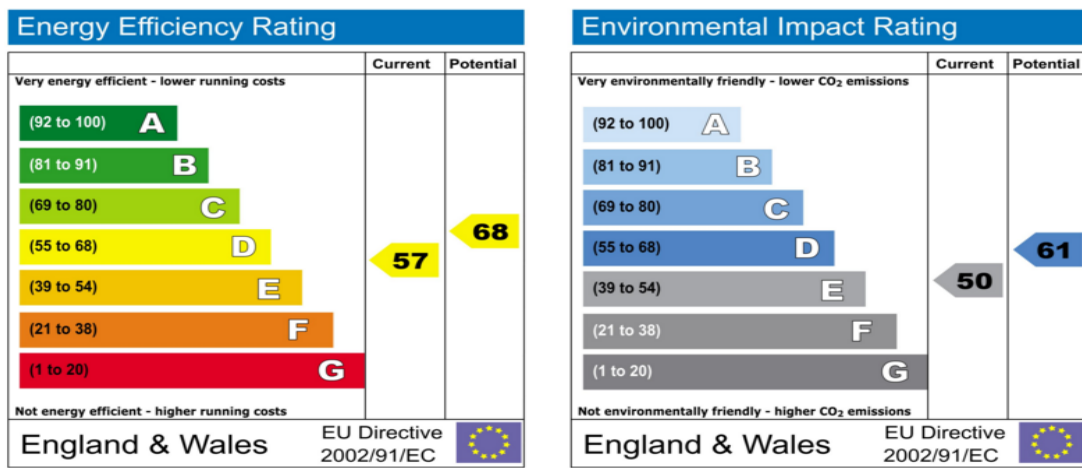 Energy Efficiency Rating
Current Potential
Very energy efficient - lower running costs
(92 to 100) A
(81 to 91) B
(69 to 80) C
(55 to 68) D
(39 to 54) E
(21 to 38) F
(1 to 20) G
57
68
Not energy efficient - higher running costs
England & Wales
EU Directive
2002/91/EC
Environmental Impact Rating
Current Potential
Very environmentally friendly - lower CO₂ emissions
(92 to 100) A
(81 to 91) B
(69 to 80) C
(55 to 68) D
(39 to 54) E
(21 to 38) F
(1 to 20) G
50
61
Not environmentally friendly - higher CO₂ emissions
England & Wales
EU Directive
2002/91/EC